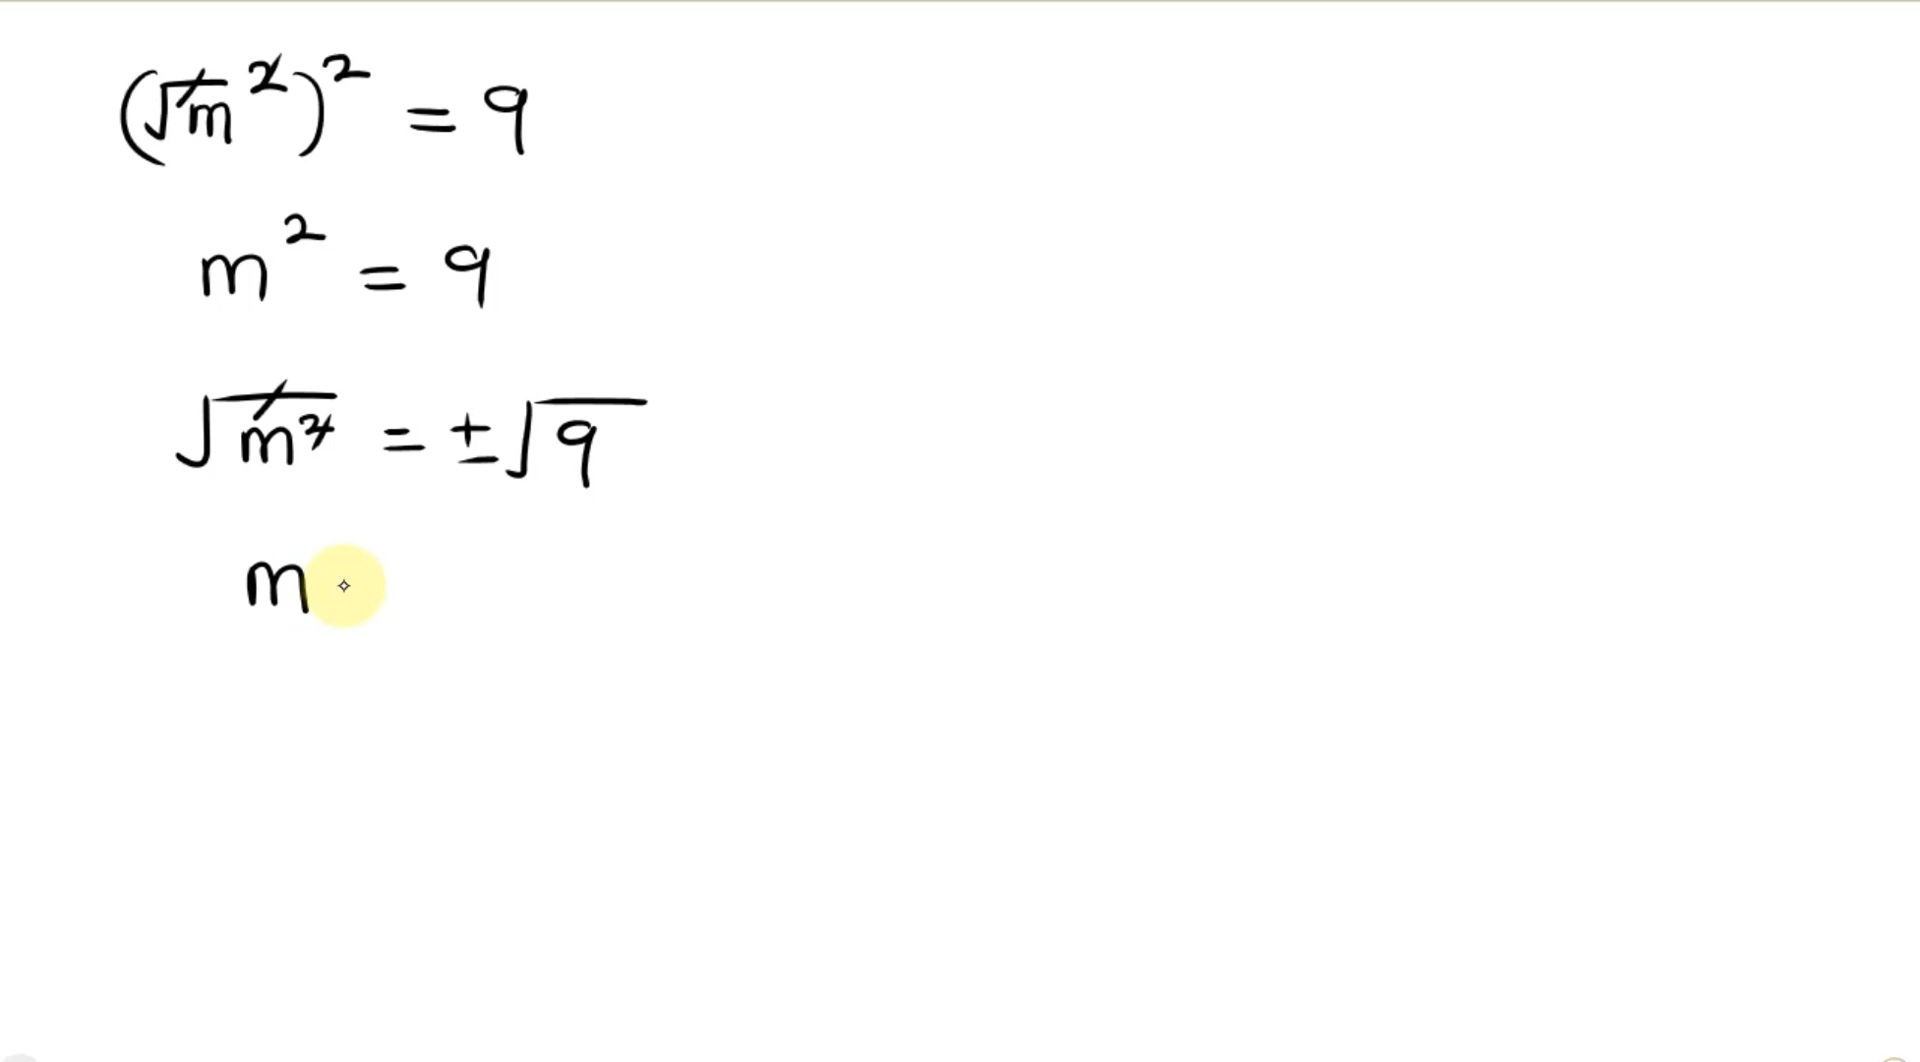 (√m²)² = 9
m² = 9
√m² = ±√9
m